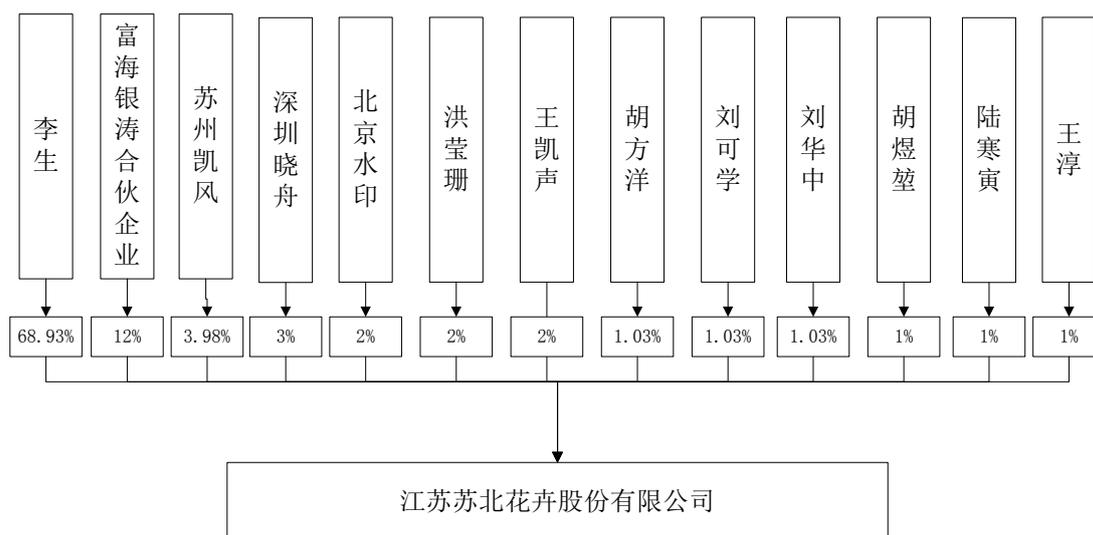 李生
富海银涛合伙企业
苏州凯风
深圳晓舟
北京水印
洪莹珊
王凯声
胡方洋
刘可学
刘华中
胡煜堃
陆寒寅
王淳
68.93%
12%
3.98%
3%
2%
2%
2%
1.03%
1.03%
1.03%
1%
1%
1%
江苏苏北花卉股份有限公司